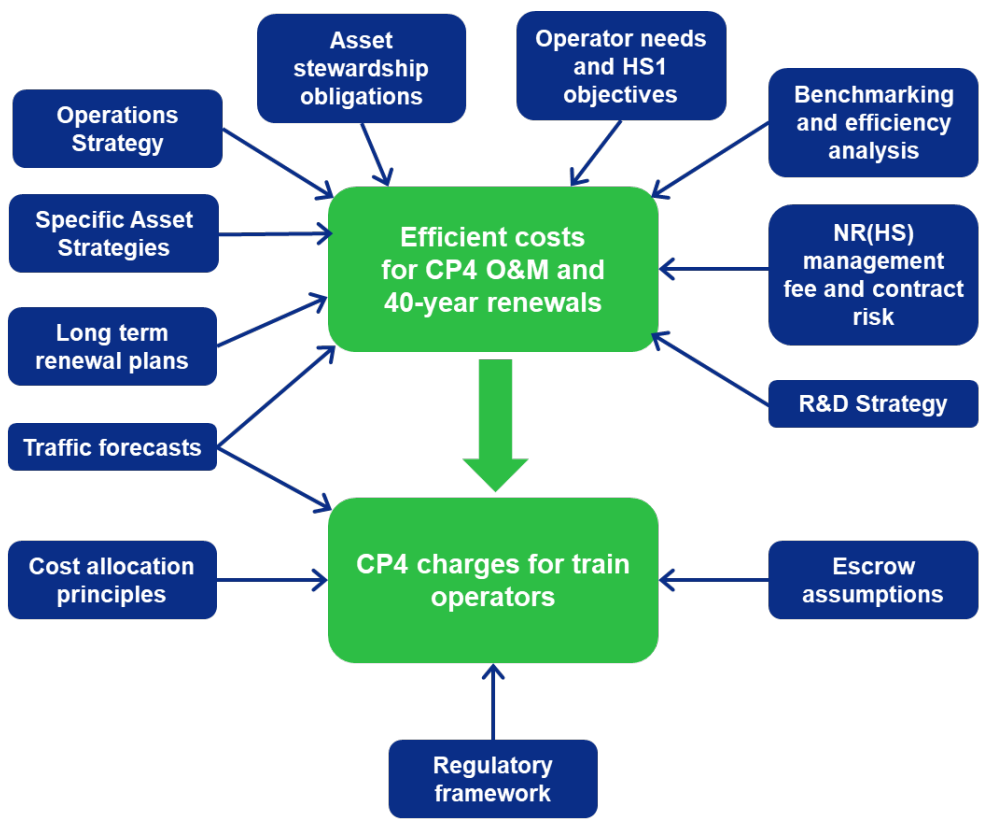 Asset
stewardship
obligations
Operator needs
and HS1
objectives
Operations
Strategy
Benchmarking
and efficiency
analysis
Specific Asset
Strategies
Efficient costs
for CP4 O&M and
40-year renewals
NR(HS)
management
fee and contract
risk
Long term
renewal plans
R&D Strategy
Traffic forecasts
Cost allocation
principles
CP4 charges for train
operators
Escrow
assumptions
Regulatory
framework